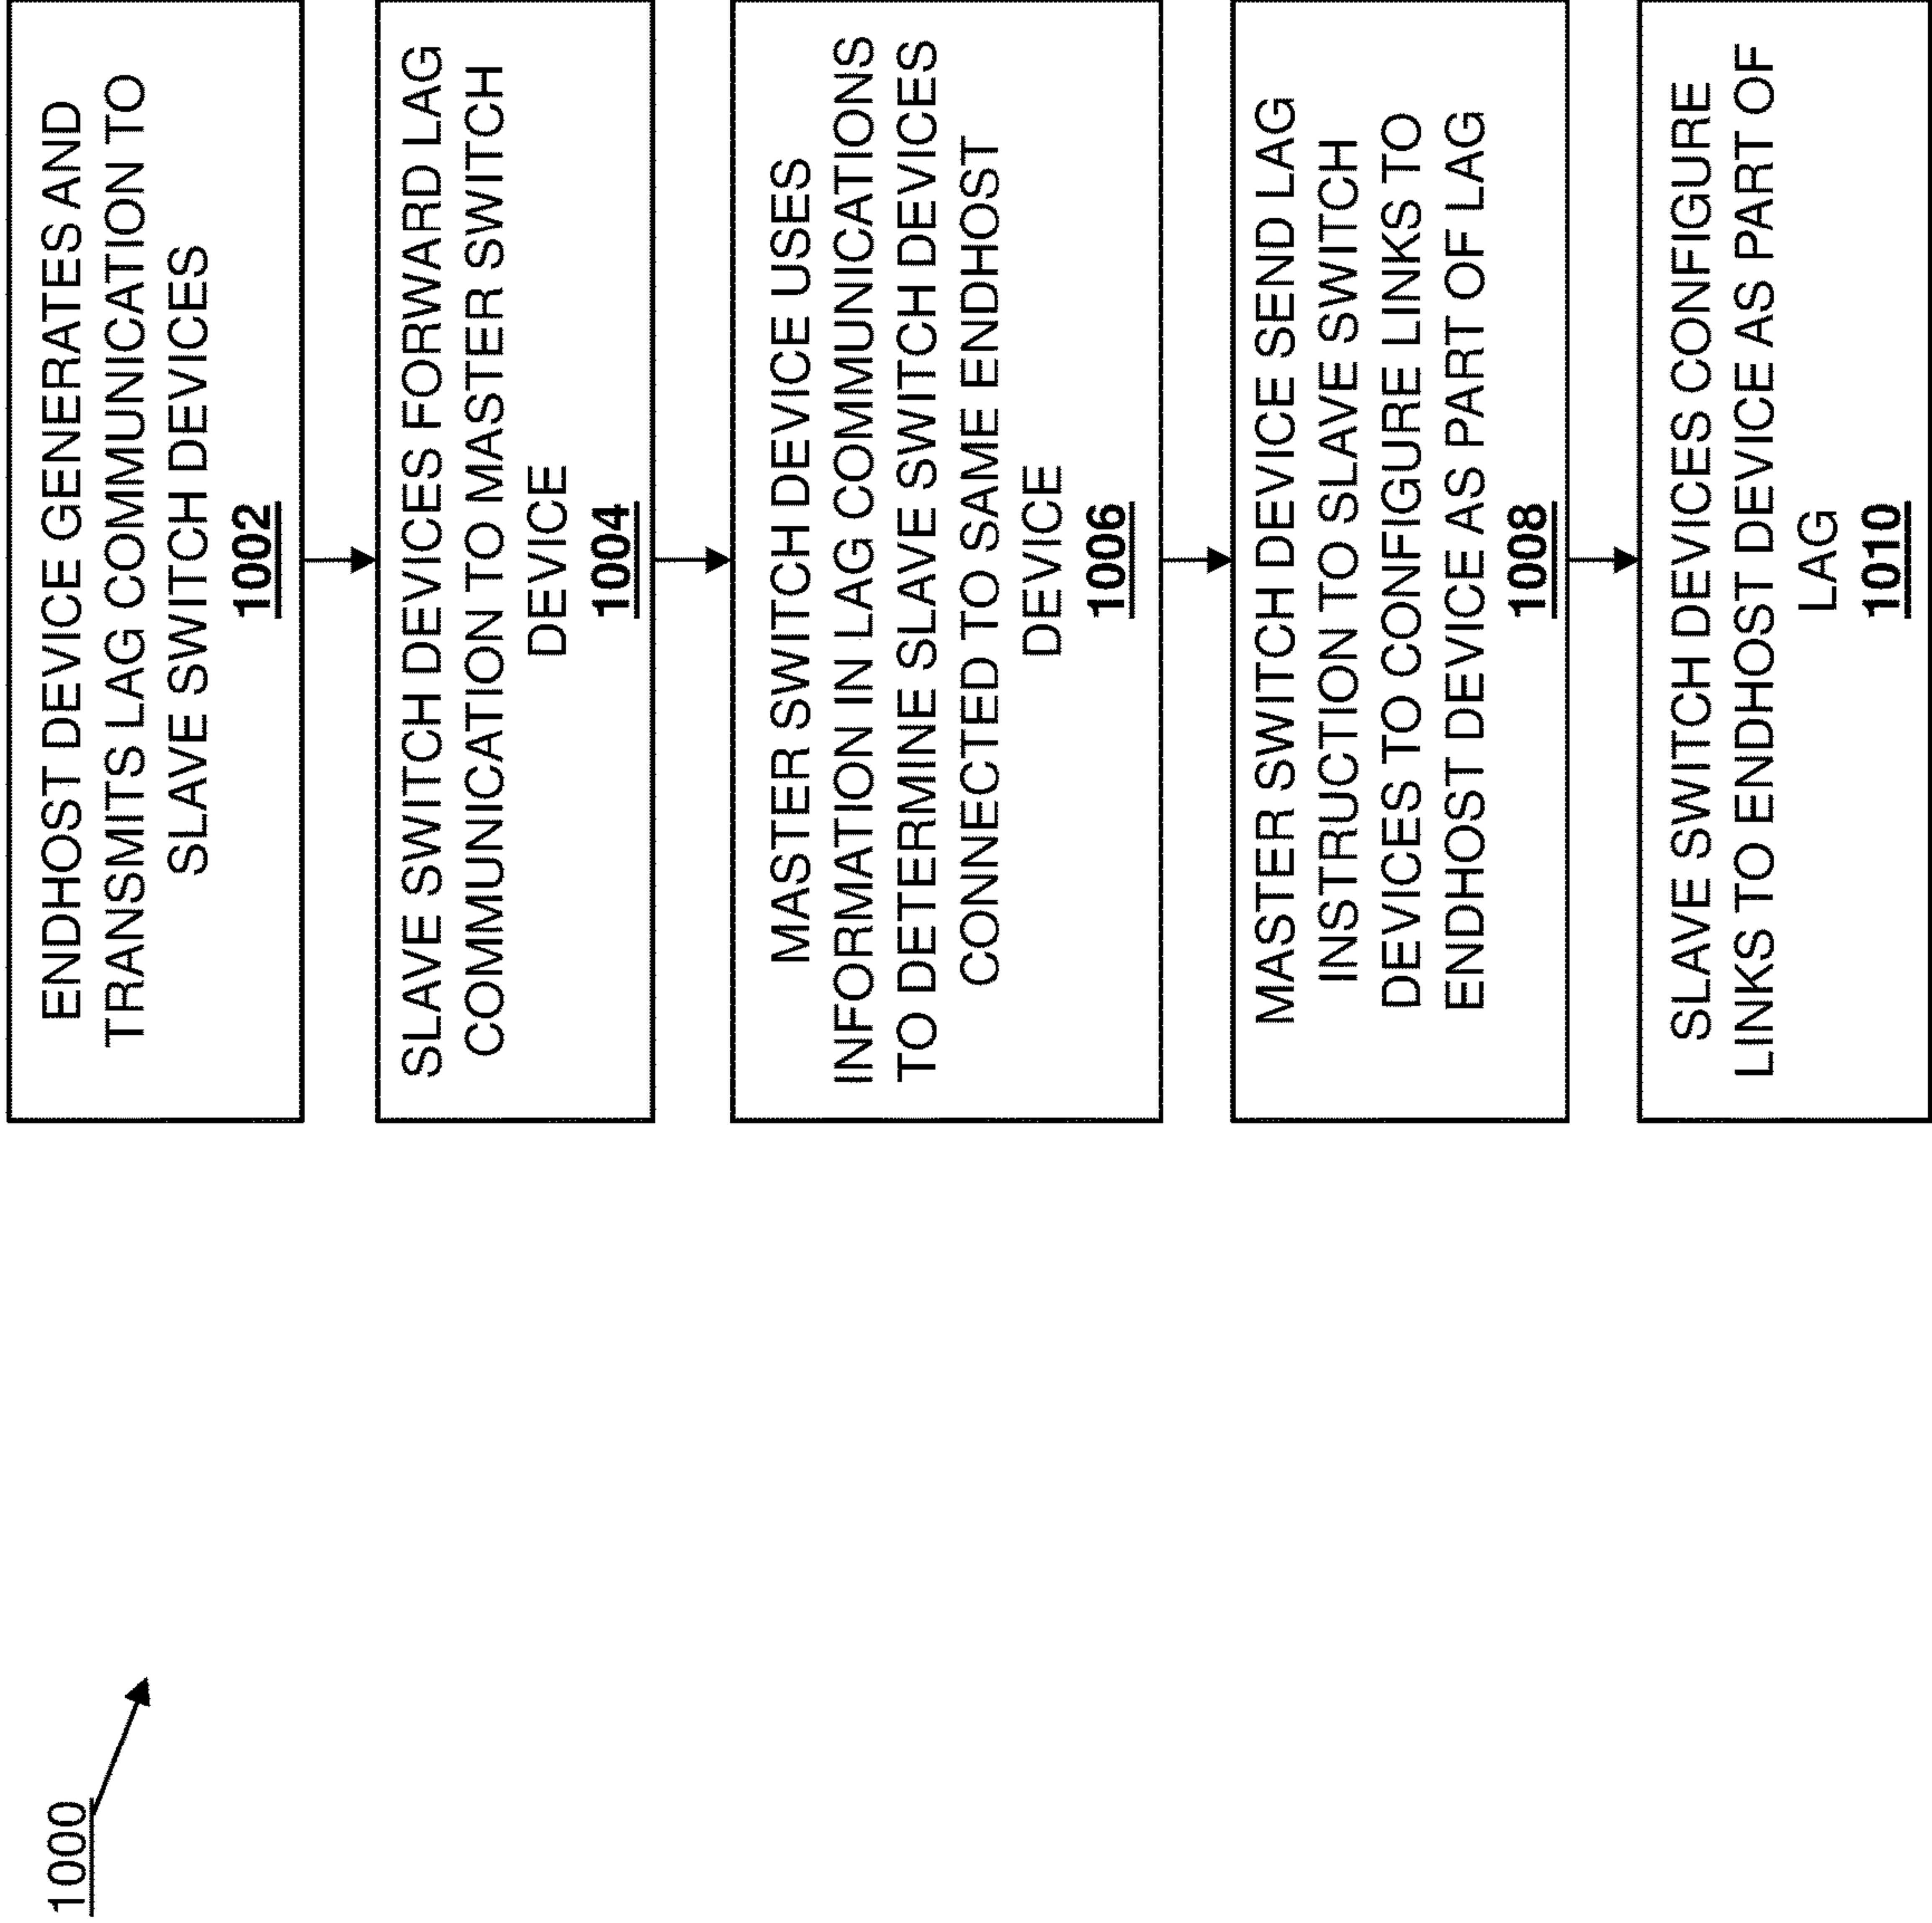 1000
ENDHOST DEVICE GENERATES AND
TRANSMITS LAG COMMUNICATION TO
SLAVE SWITCH DEVICES
1002
SLAVE SWITCH DEVICES FORWARD LAG
COMMUNICATION TO MASTER SWITCH
DEVICE
1004
MASTER SWITCH DEVICE USES
INFORMATION IN LAG COMMUNICATIONS
TO DETERMINE SLAVE SWITCH DEVICES
CONNECTED TO SAME ENDHOST
DEVICE
1006
MASTER SWITCH DEVICE SEND LAG
INSTRUCTION TO SLAVE SWITCH
DEVICES TO CONFIGURE LINKS TO
ENDHOST DEVICE AS PART OF LAG
1008
SLAVE SWITCH DEVICES CONFIGURE
LINKS TO ENDHOST DEVICE AS PART OF
LAG
1010